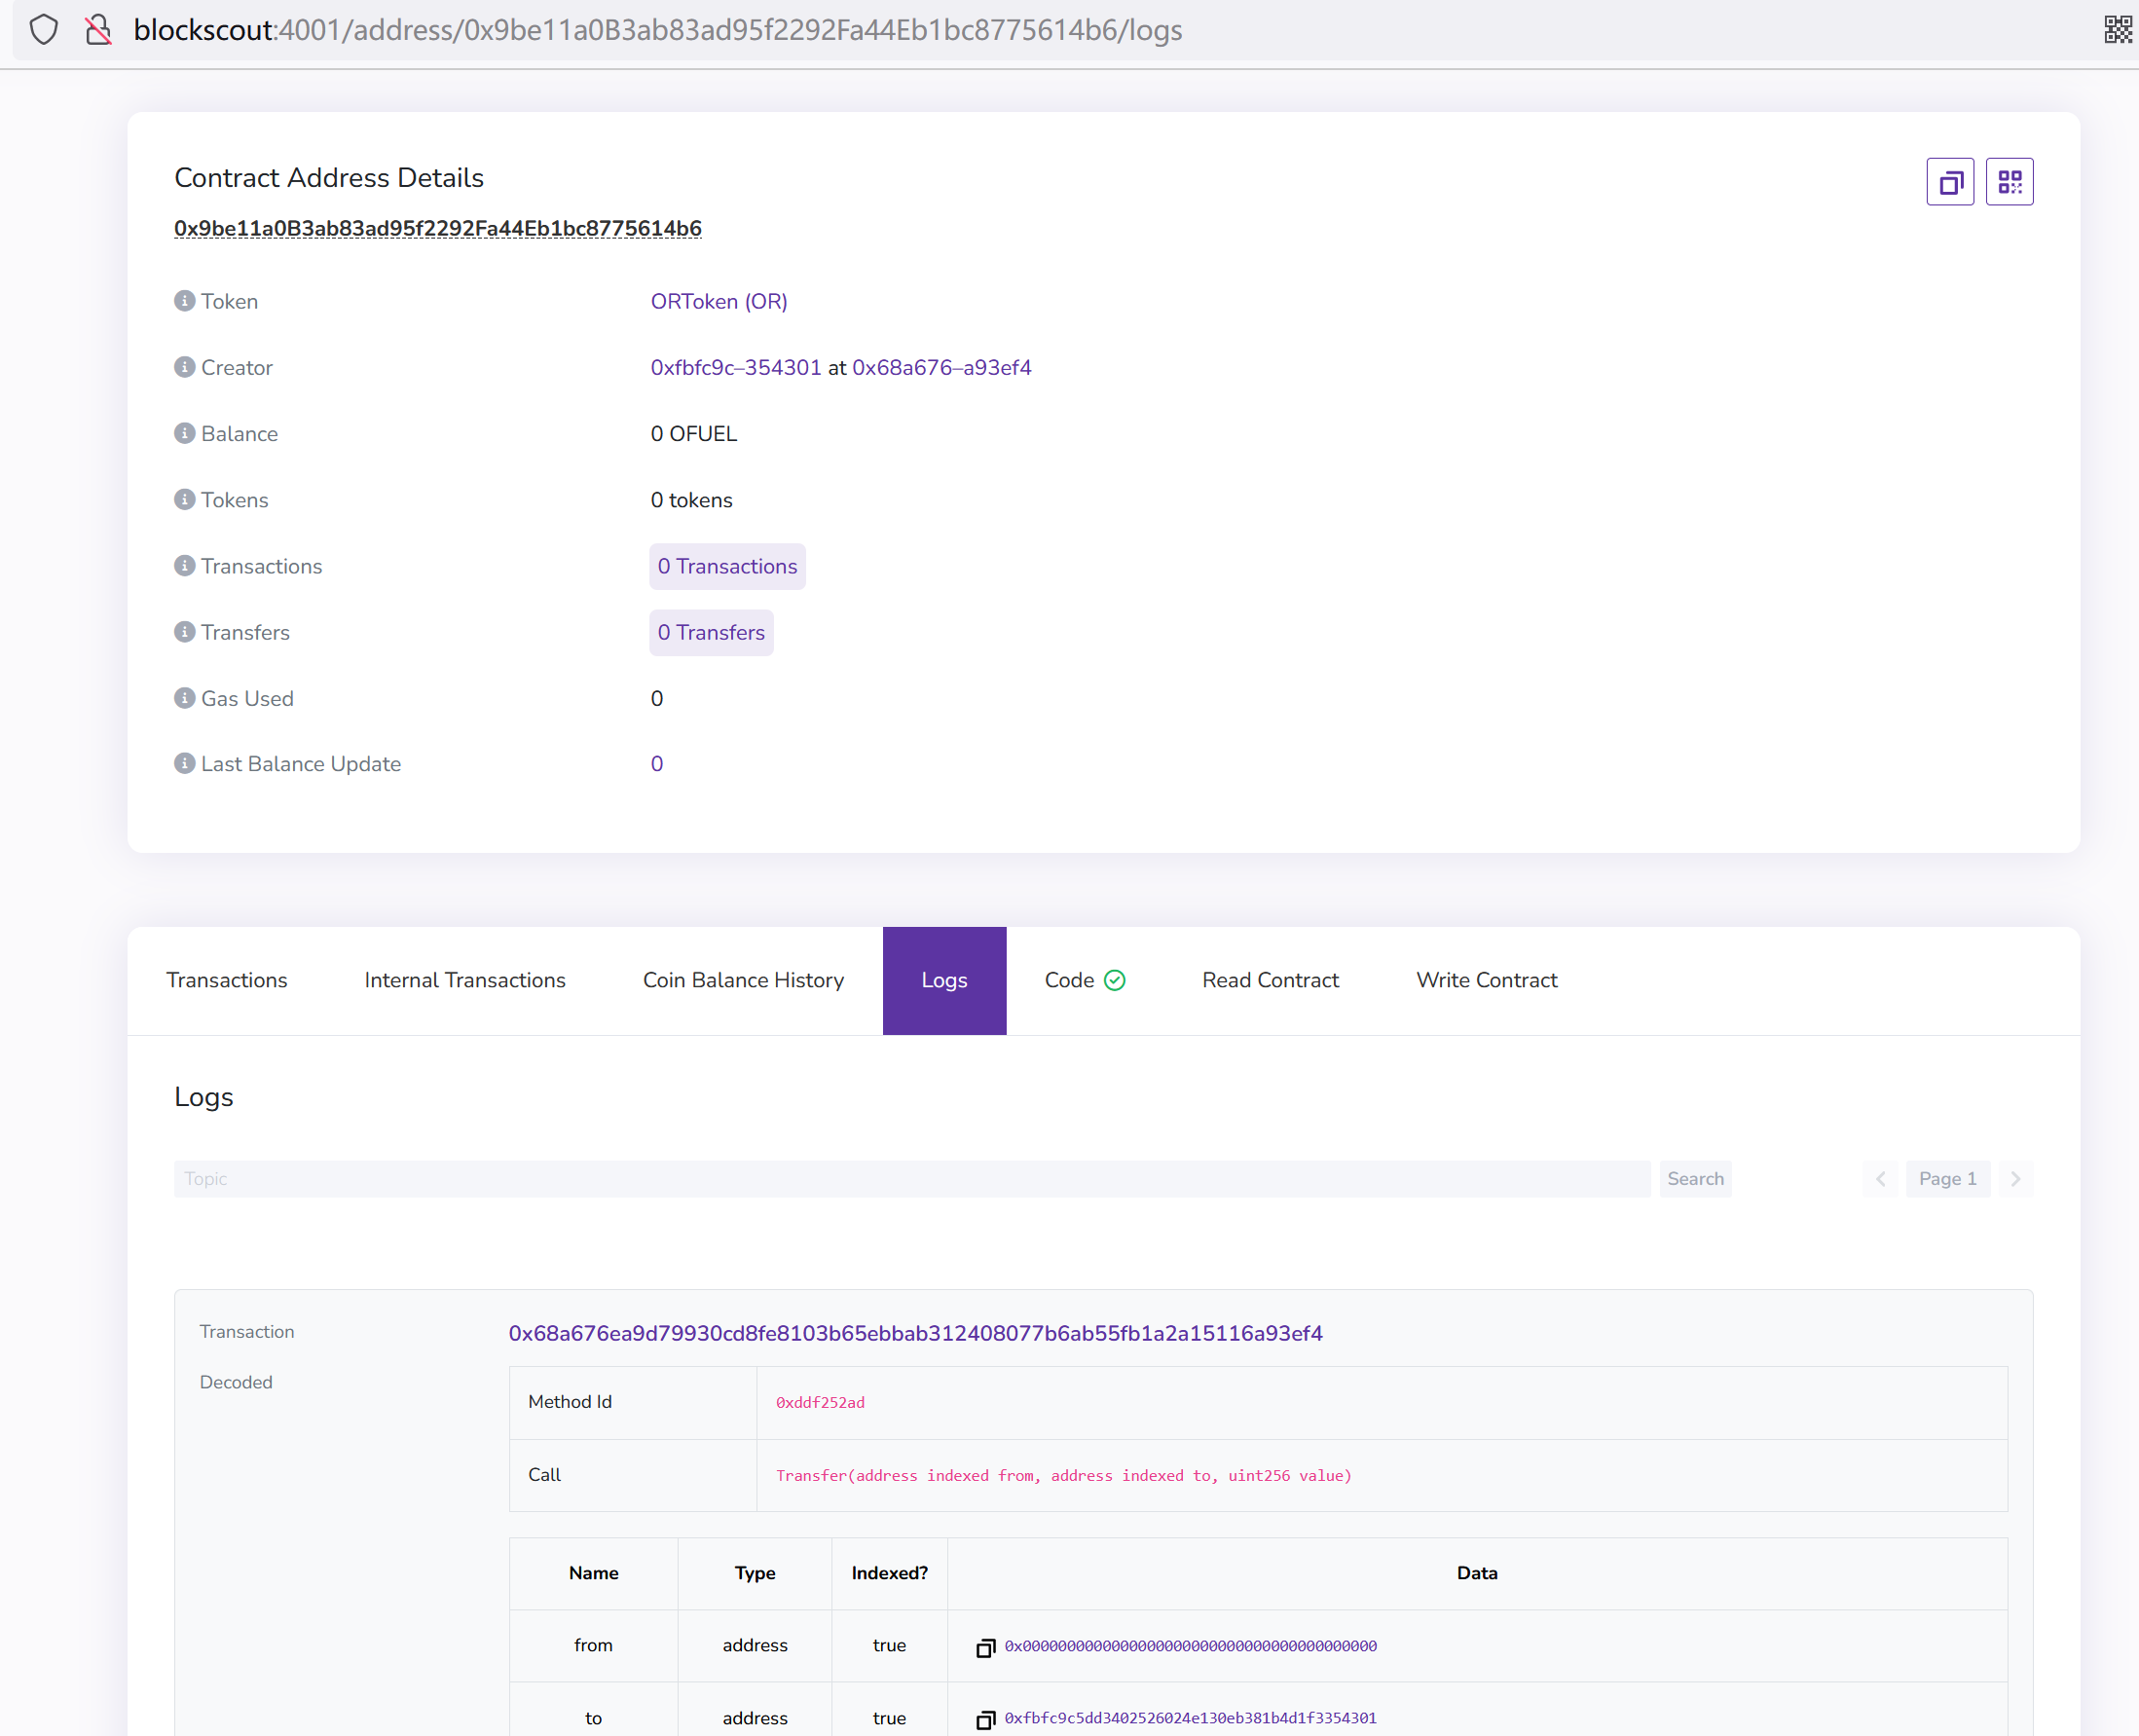 blockscout:4001/address/0x9be11a0B3ab83ad95f2292Fa44Eb1bc8775614b6/logs
Contract Address Details
0x9be11a0B3ab83ad95f2292Fa44Eb1bc8775614b6
Token ORToken (OR)
Creator 0xfbfc9c–354301 at 0x68a676–a93ef4
Balance 0 OFUEL
Tokens 0 tokens
Transactions 0 Transactions
Transfers 0 Transfers
Gas Used 0
Last Balance Update 0
Transactions Internal Transactions Coin Balance History Logs Code Read Contract Write Contract
Logs
Topic Search Page 1
Transaction 0x68a676ea9d79930cd8fe8103b65ebbab312408077b6ab55fb1a2a15116a93ef4
Decoded
Method Id 0xddf252ad
Call Transfer(address indexed from, address indexed to, uint256 value)
Name Type Indexed? Data
from address true 0x0000000000000000000000000000000000000000
to address true 0xfbfc9c5dd3402526024e130eb381b4d1f3354301